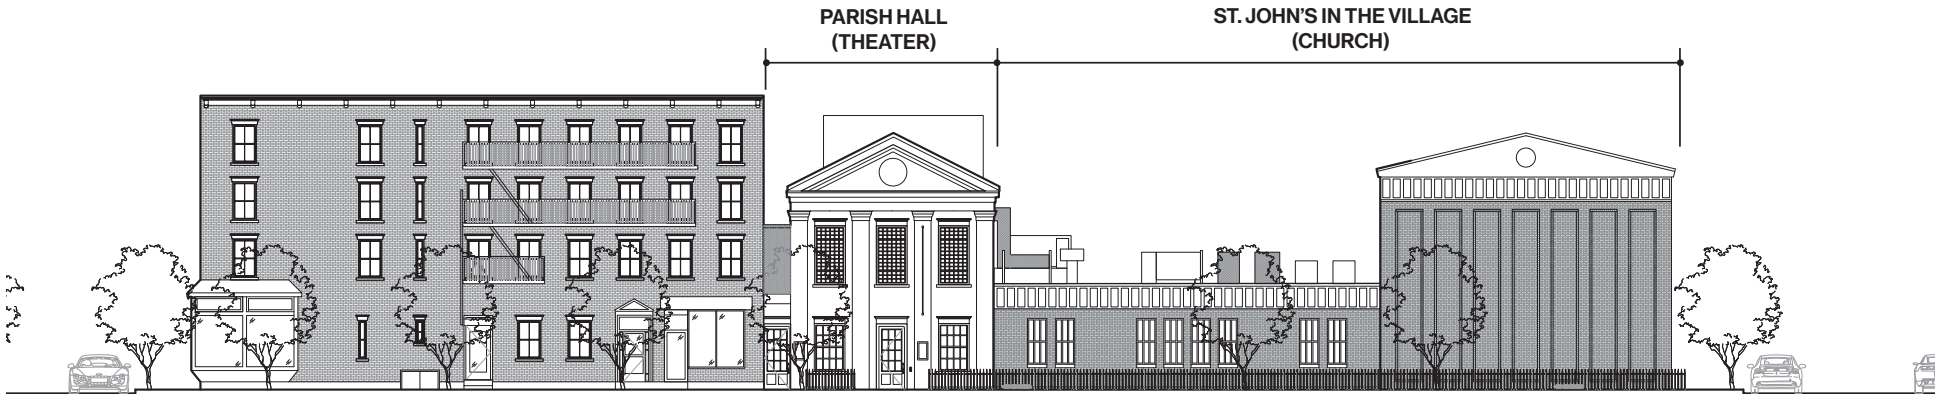 PARISH HALL
(THEATER)
ST. JOHN'S IN THE VILLAGE
(CHURCH)